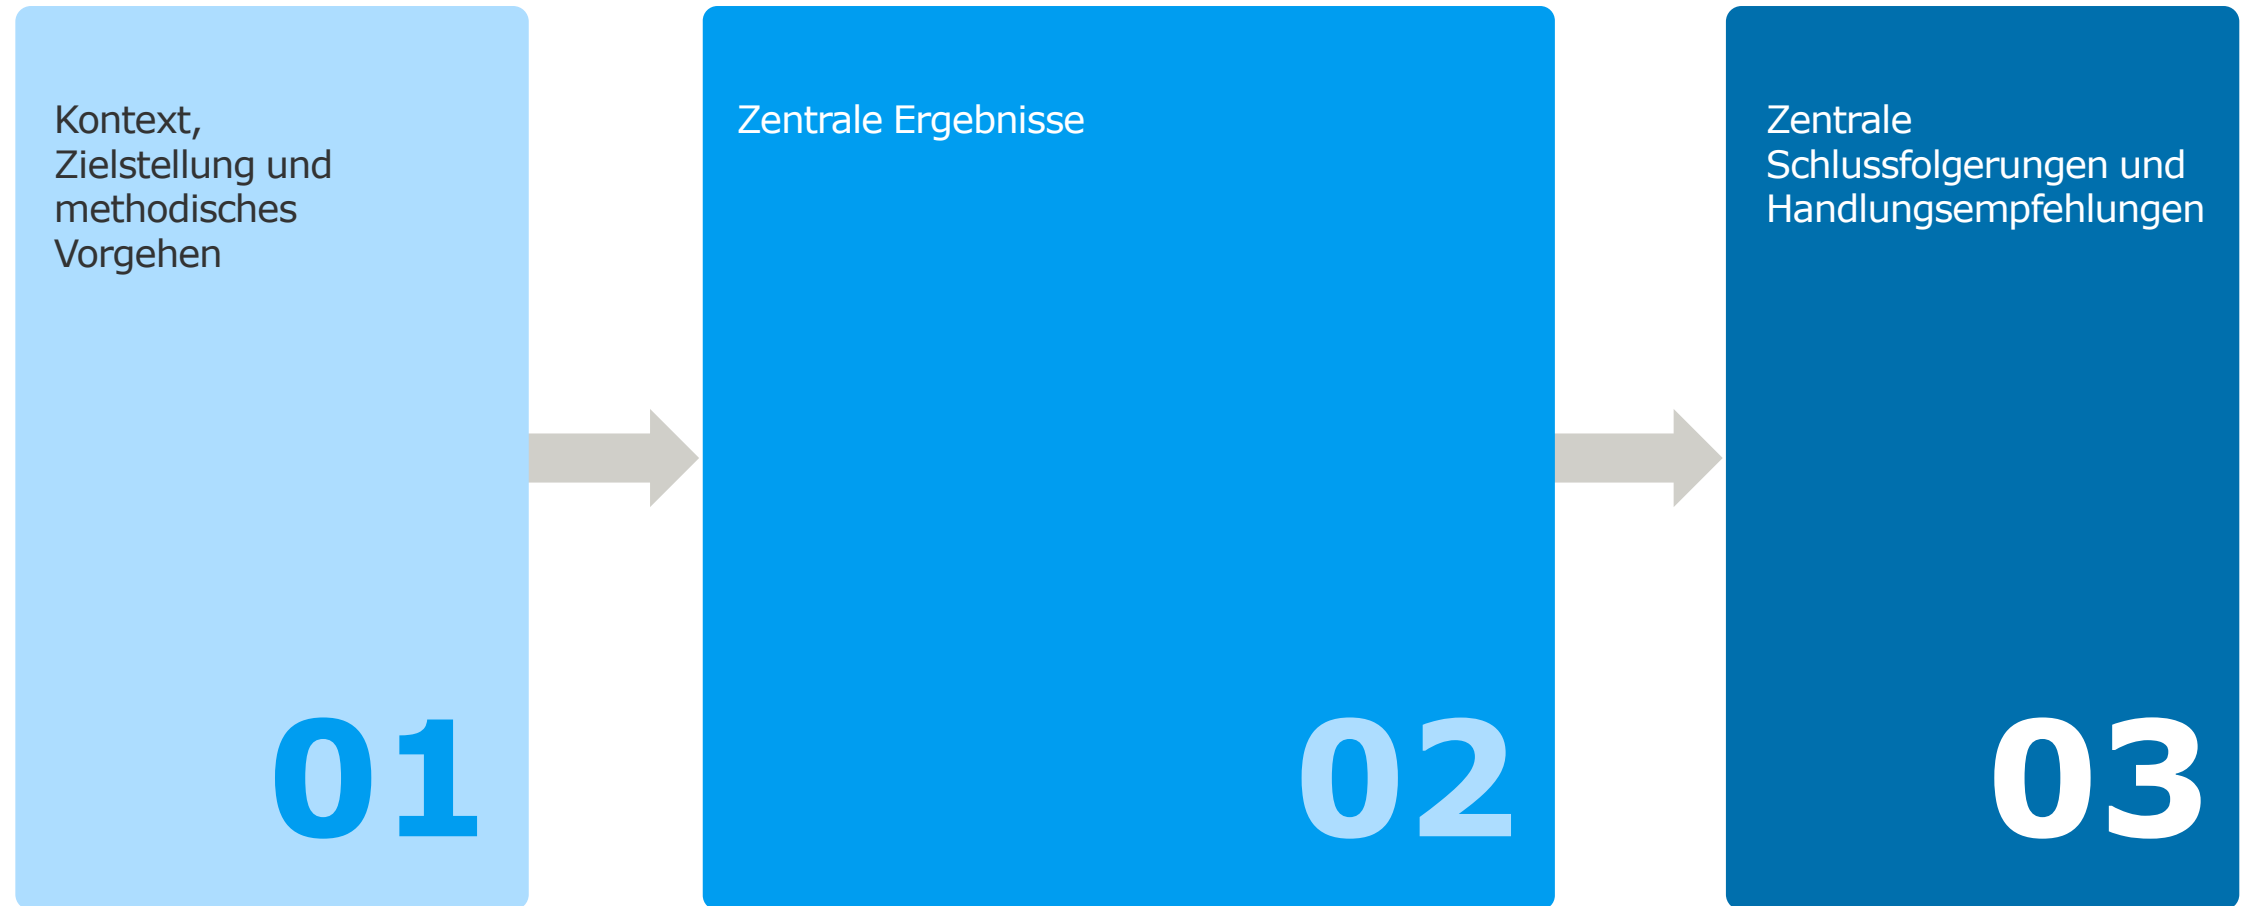 Kontext,
Zielstellung und
methodisches
Vorgehen
01
Zentrale Ergebnisse
02
Zentrale
Schlussfolgerungen und
Handlungsempfehlungen
03